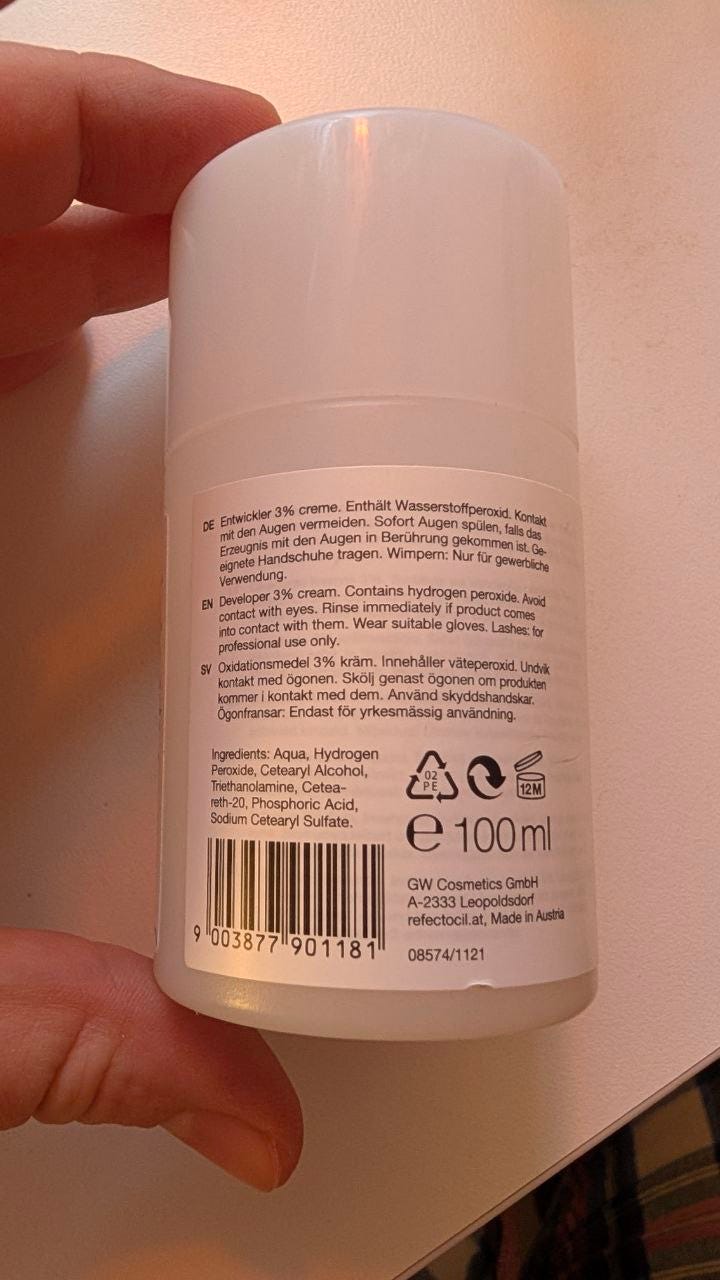 DE Entwickler 3% creme. Enthält Wasserstoffperoxid. Kontakt
mit den Augen vermeiden. Sofort Augen spülen, falls das
Erzeugnis mit den Augen in Berührung gekommen ist. Ge-
eignete Handschuhe tragen. Wimpern: Nur für gewerbliche
Verwendung.
EN Developer 3% cream. Contains hydrogen peroxide. Avoid
contact with eyes. Rinse immediately if product comes
into contact with them. Wear suitable gloves. Lashes: for
professional use only.
SV Oxidationsmedel 3% kräm. Innehåller väteperoxid. Undvik
kontakt med ögonen. Skölj genast ögonen om produkten
kommer i kontakt med dem. Använd skyddshandskar.
Ögonfransar: Endast för yrkesmässig användning.
Ingredients: Aqua, Hydrogen
Peroxide, Cetearyl Alcohol,
Triethanolamine, Cetea-
reth-20, Phosphoric Acid,
Sodium Cetearyl Sulfate.
02
PE
12M
e 100ml
GW Cosmetics GmbH
A-2333 Leopoldsdorf
refectocil.at, Made in Austria
08574/1121
9 003877 901181